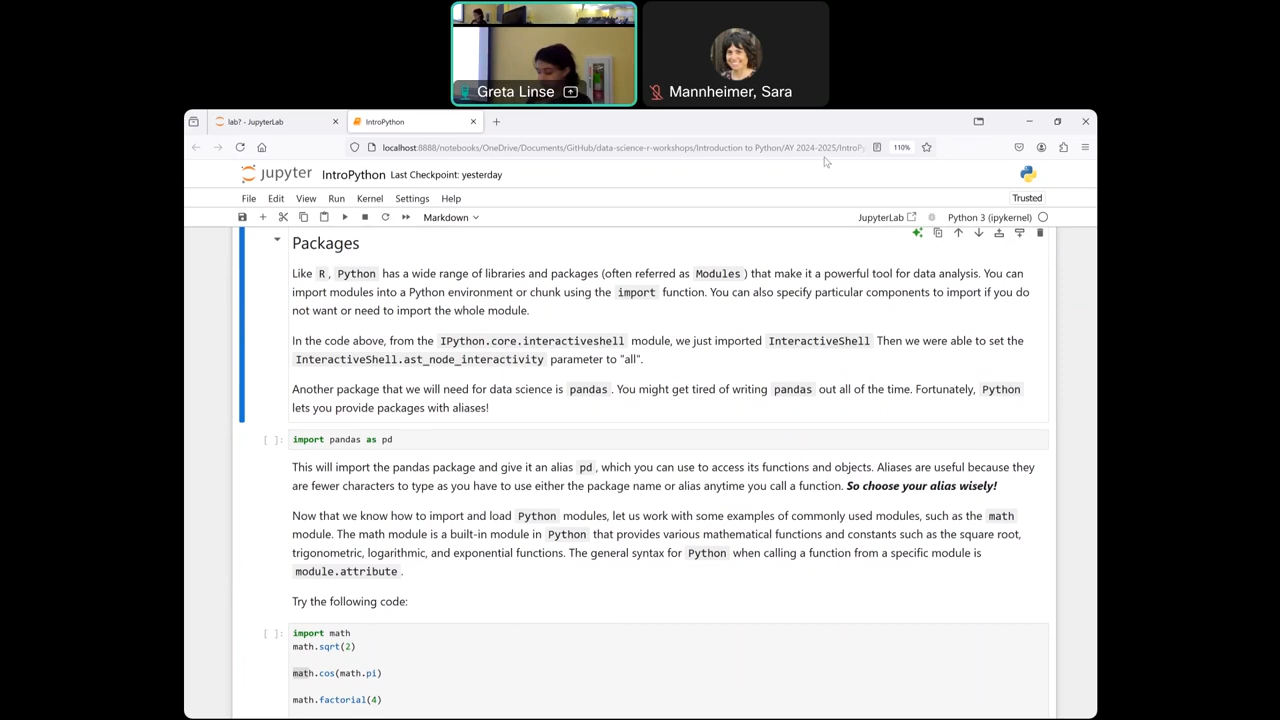 Greta Linse
Mannheimer, Sara
lab? - JupyterLab
IntroPython
localhost:8888/notebooks/OneDrive/Documents/GitHub/data-science-r-workshops/Introduction to Python/AY 2024-2025/IntroPy
110%
jupyter IntroPython Last Checkpoint: yesterday
File Edit View Run Kernel Settings Help
Trusted
Markdown
JupyterLab
Python 3 (ipykernel)
Packages
Like R, Python has a wide range of libraries and packages (often referred as Modules) that make it a powerful tool for data analysis. You can
import modules into a Python environment or chunk using the import function. You can also specify particular components to import if you do
not want or need to import the whole module.
In the code above, from the IPython.core.interactiveshell module, we just imported InteractiveShell Then we were able to set the
InteractiveShell.ast_node_interactivity parameter to "all".
Another package that we will need for data science is pandas. You might get tired of writing pandas out all of the time. Fortunately, Python
lets you provide packages with aliases!
[ ]: import pandas as pd
This will import the pandas package and give it an alias pd, which you can use to access its functions and objects. Aliases are useful because they
are fewer characters to type as you have to use either the package name or alias anytime you call a function. So choose your alias wisely!
Now that we know how to import and load Python modules, let us work with some examples of commonly used modules, such as the math
module. The math module is a built-in module in Python that provides various mathematical functions and constants such as the square root,
trigonometric, logarithmic, and exponential functions. The general syntax for Python when calling a function from a specific module is
module.attribute.
Try the following code:
[ ]: import math
math.sqrt(2)
math.cos(math.pi)
math.factorial(4)